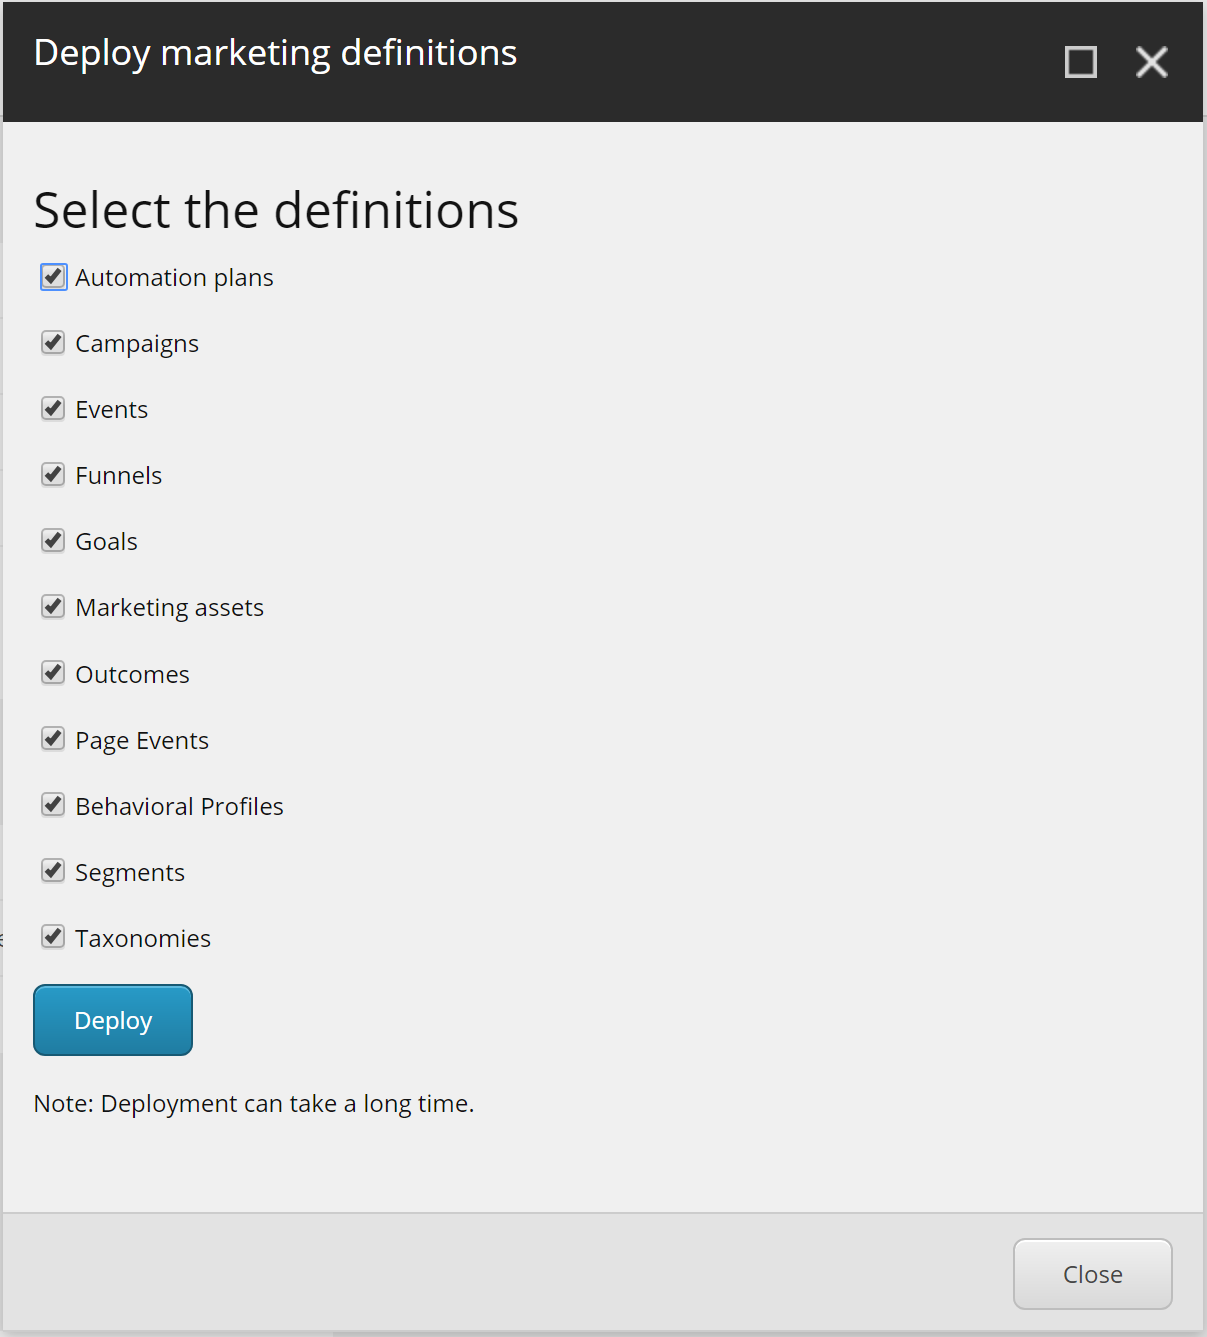 Deploy marketing definitions
Select the definitions
Automation plans
Campaigns
Events
Funnels
Goals
Marketing assets
Outcomes
Page Events
Behavioral Profiles
Segments
Taxonomies
Deploy
Note: Deployment can take a long time.
Close